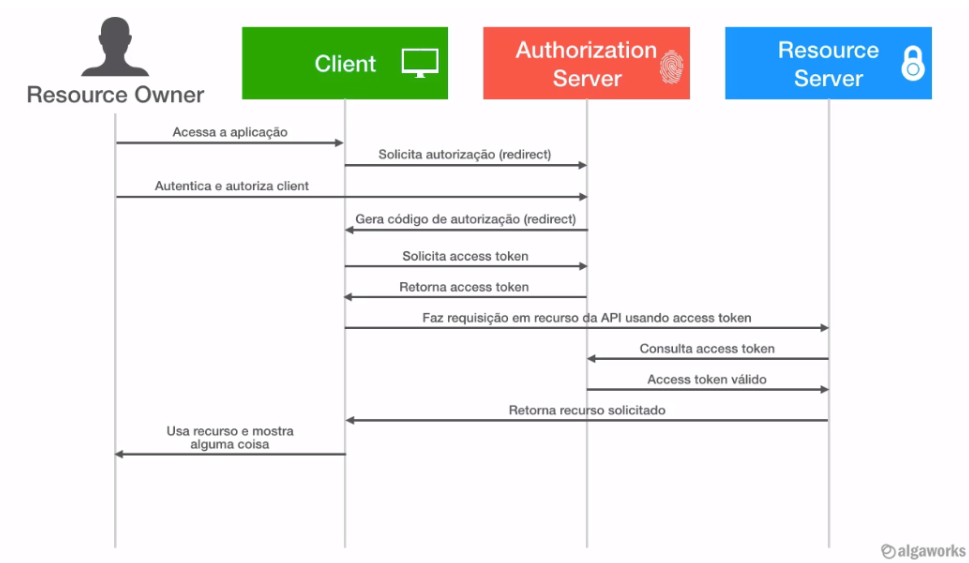 Resource Owner
Client
Authorization
Server
Resource
Server
Acessa a aplicação
Solicita autorização (redirect)
Autentica e autoriza client
Gera código de autorização (redirect)
Solicita access token
Retorna access token
Faz requisição em recurso da API usando access token
Consulta access token
Access token válido
Retorna recurso solicitado
Usa recurso e mostra
alguma coisa
algaworks